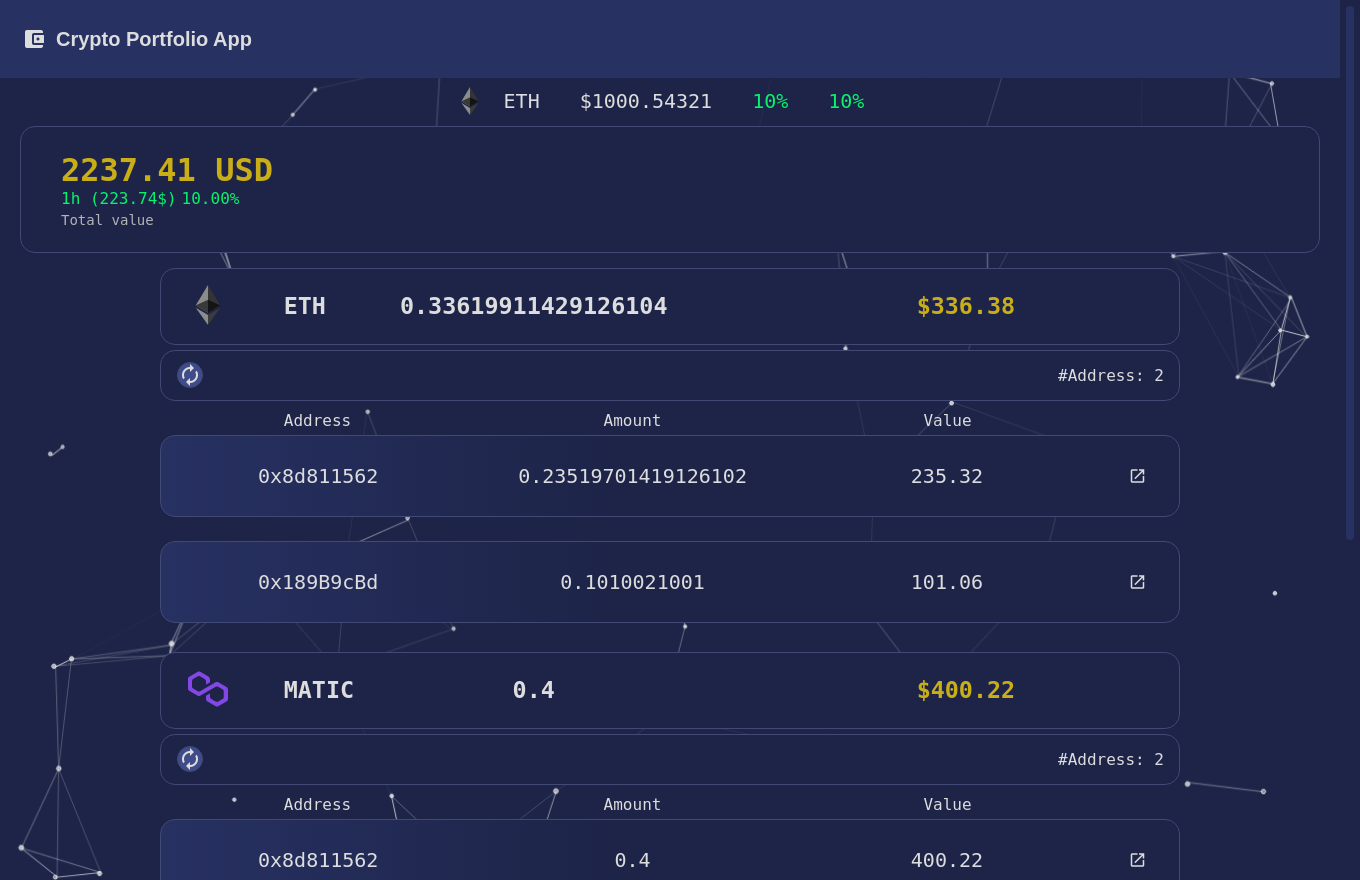 Crypto Portfolio App
ETH $1000.54321 10% 10%
2237.41 USD
1h (223.74$) 10.00%
Total value
ETH 0.33619911429126104 $336.38
#Address: 2
Address Amount Value
0x8d811562 0.23519701419126102 235.32
0x189B9cBd 0.1010021001 101.06
MATIC 0.4 $400.22
#Address: 2
Address Amount Value
0x8d811562 0.4 400.22